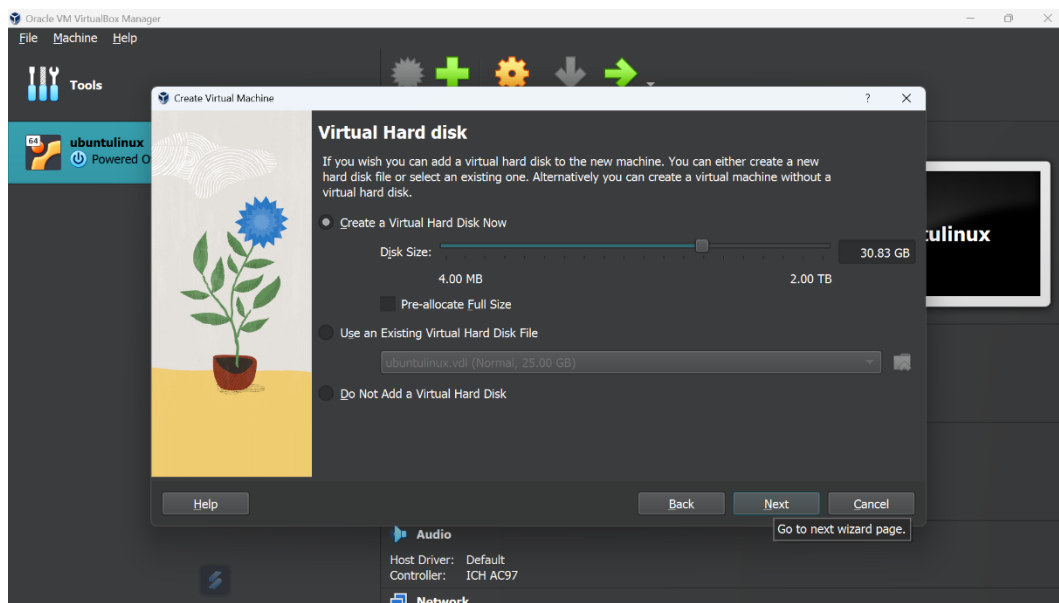 Oracle VM VirtualBox Manager
File Machine Help
Tools
64
ubuntulinux
Powered O
Create Virtual Machine
?
Virtual Hard disk
If you wish you can add a virtual hard disk to the new machine. You can either create a new
hard disk file or select an existing one. Alternatively you can create a virtual machine without a
virtual hard disk.
Create a Virtual Hard Disk Now
Disk Size:
30.83 GB
4.00 MB
2.00 TB
Pre-allocate Full Size
Use an Existing Virtual Hard Disk File
ubuntulinux.vdi (Normal, 25.00 GB)
Do Not Add a Virtual Hard Disk
Help
Back
Next
Cancel
Go to next wizard page.
tulinux
Audio
Host Driver: Default
Controller: ICH AC97
Network